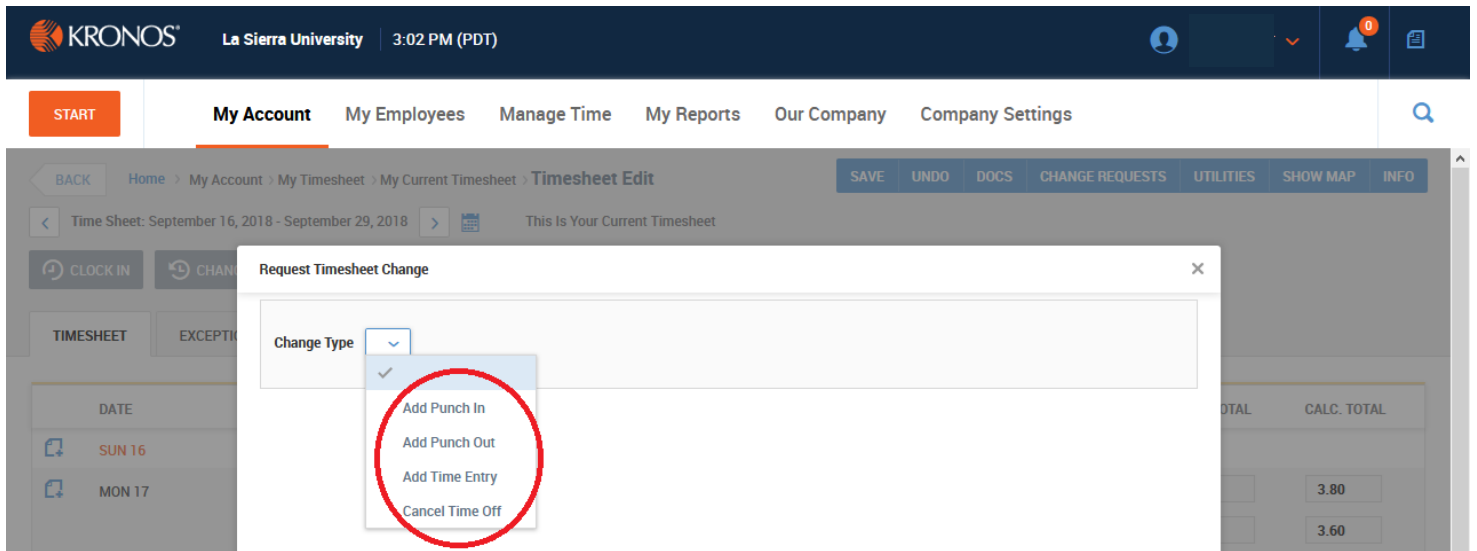 KRONOS La Sierra University 3:02 PM (PDT) 0
START My Account My Employees Manage Time My Reports Our Company Company Settings
BACK Home > My Account > My Timesheet > My Current Timesheet > Timesheet Edit SAVE UNDO DOCS CHANGE REQUESTS UTILITIES SHOW MAP INFO
Time Sheet: September 16, 2018 - September 29, 2018 This Is Your Current Timesheet
CLOCK IN CHANG Request Timesheet Change
TIMESHEET EXCEPTIO Change Type
Add Punch In
DATE OTAL CALC. TOTAL
Add Punch Out
SUN 16
Add Time Entry
MON 17 3.80
Cancel Time Off
3.60